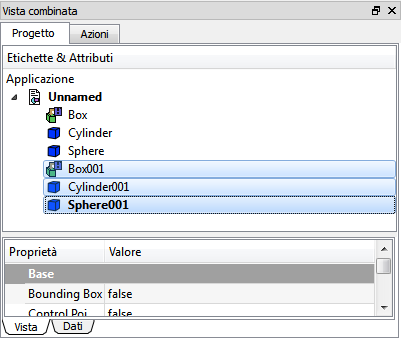 Vista combinata
Progetto Azioni
Etichette & Attributi
Applicazione
Unnamed
Box
Cylinder
Sphere
Box001
Cylinder001
Sphere001
Proprietà Valore
Base
Bounding Box false
Control Poi false
Vista Dati